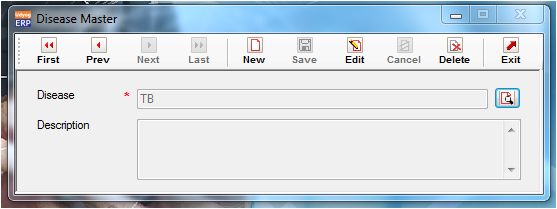 Disease Master
ERP
First Prev Next Last New Save Edit Cancel Delete Exit
Disease * TB
Description